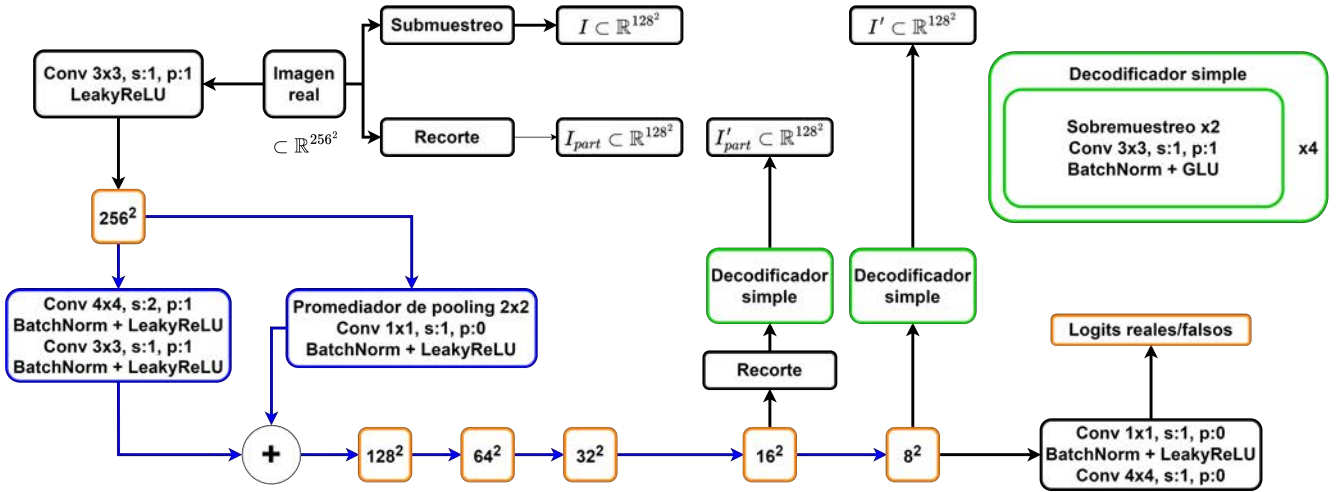 Submuestreo
I ⊂ ℝ^128²
I′ ⊂ ℝ^128²
Conv 3x3, s:1, p:1
LeakyReLU
Imagen
real
⊂ ℝ^256²
Recorte
I_part ⊂ ℝ^128²
I′_part ⊂ ℝ^128²
Decodificador simple
Sobremuestreo x2
Conv 3x3, s:1, p:1
BatchNorm + GLU
x4
256²
Conv 4x4, s:2, p:1
BatchNorm + LeakyReLU
Conv 3x3, s:1, p:1
BatchNorm + LeakyReLU
Promediador de pooling 2x2
Conv 1x1, s:1, p:0
BatchNorm + LeakyReLU
Decodificador
simple
Decodificador
simple
Recorte
Logits reales/falsos
+
128²
64²
32²
16²
8²
Conv 1x1, s:1, p:0
BatchNorm + LeakyReLU
Conv 4x4, s:1, p:0